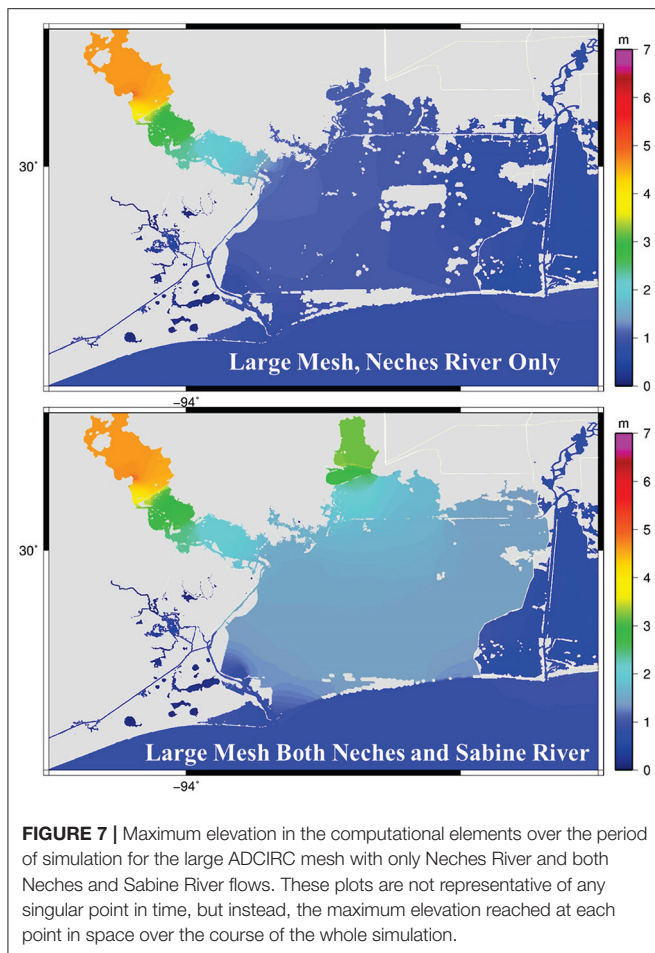 m
7
6
5
4
3
2
1
0
30˚
Large Mesh, Neches River Only
−94˚
m
7
6
5
4
3
2
1
0
30˚
Large Mesh Both Neches and Sabine River
−94˚
FIGURE 7 | Maximum elevation in the computational elements over the period
of simulation for the large ADCIRC mesh with only Neches River and both
Neches and Sabine River flows. These plots are not representative of any
singular point in time, but instead, the maximum elevation reached at each
point in space over the course of the whole simulation.